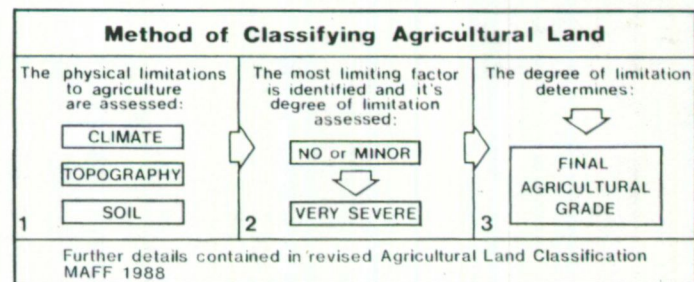 Method of Classifying Agricultural Land
The physical limitations
to agriculture
are assessed:
CLIMATE
TOPOGRAPHY
SOIL
1
The most limiting factor
is identified and it's
degree of limitation
assessed:
NO or MINOR
VERY SEVERE
2
The degree of limitation
determines:
FINAL
AGRICULTURAL
GRADE
3
Further details contained in revised Agricultural Land Classification
MAFF 1988